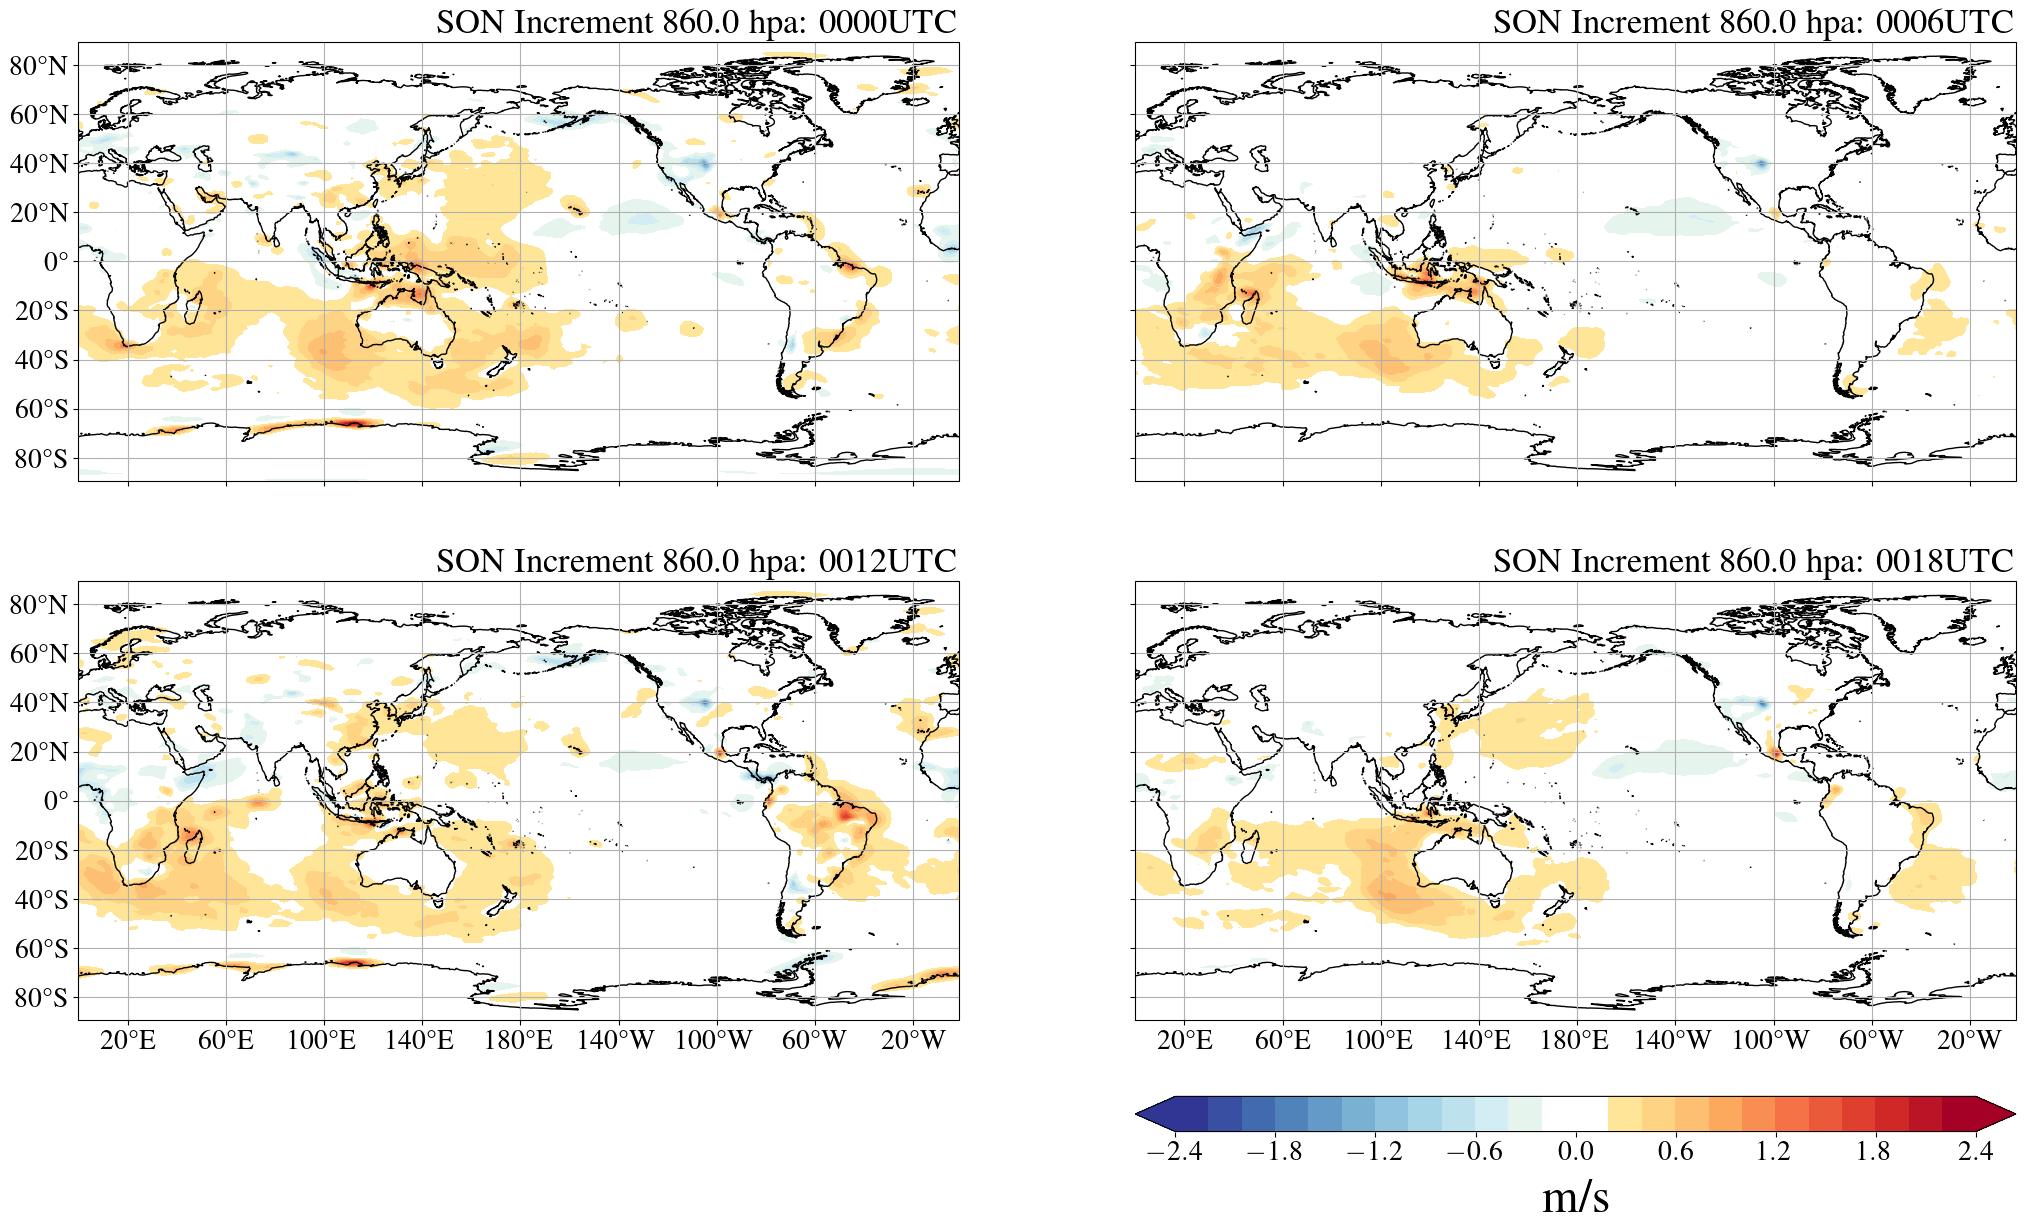 SON Increment 860.0 hpa: 0000UTC
SON Increment 860.0 hpa: 0006UTC
80°N
60°N
40°N
20°N
0°
20°S
40°S
60°S
80°S
SON Increment 860.0 hpa: 0012UTC
SON Increment 860.0 hpa: 0018UTC
80°N
60°N
40°N
20°N
0°
20°S
40°S
60°S
80°S
20°E 60°E 100°E 140°E 180°E 140°W 100°W 60°W 20°W
20°E 60°E 100°E 140°E 180°E 140°W 100°W 60°W 20°W
−2.4 −1.8 −1.2 −0.6 0.0 0.6 1.2 1.8 2.4
m/s